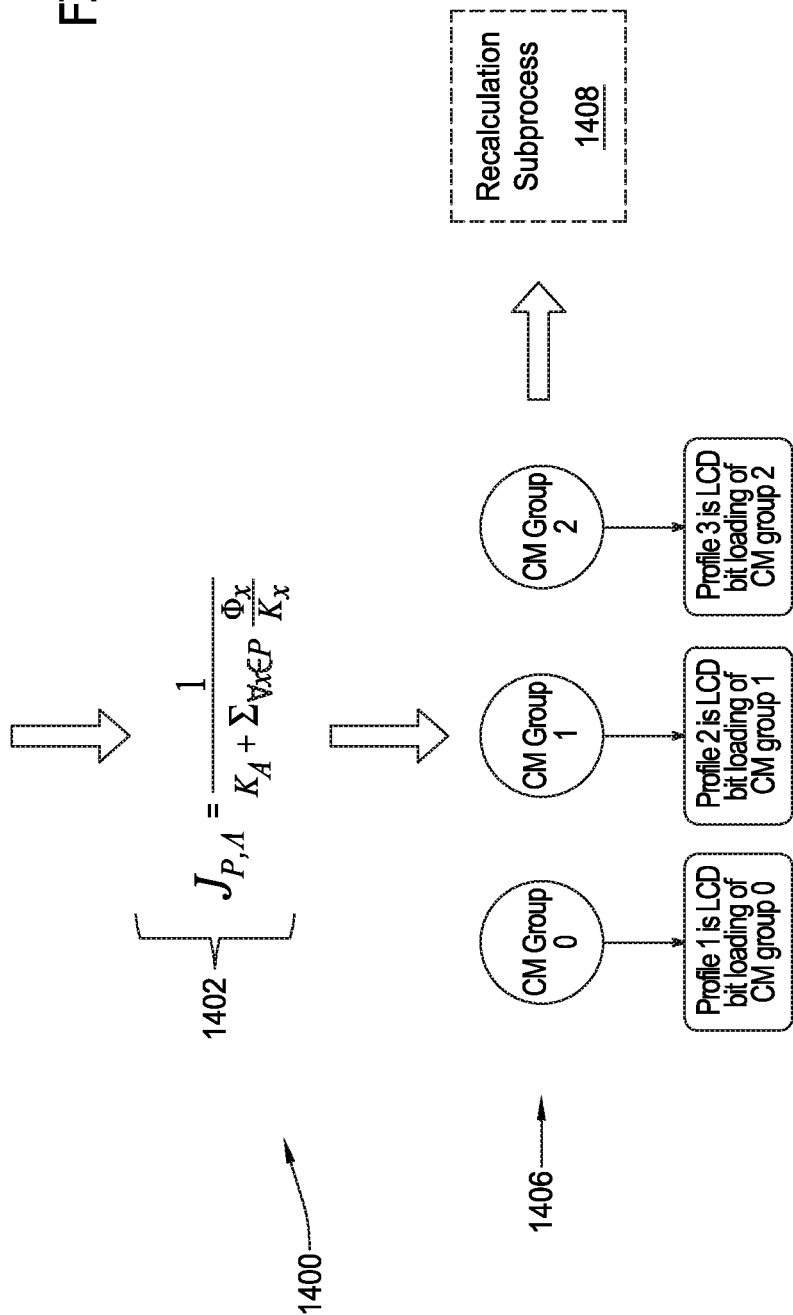 F
J_{P,Λ} = 1 / (K_A + Σ_{∀x∈P} Φ_x / K_x)
1402
1400
1406
CM Group
0
CM Group
1
CM Group
2
Profile 1 is LCD
bit loading of
CM group 0
Profile 2 is LCD
bit loading of
CM group 1
Profile 3 is LCD
bit loading of
CM group 2
Recalculation
Subprocess
1408